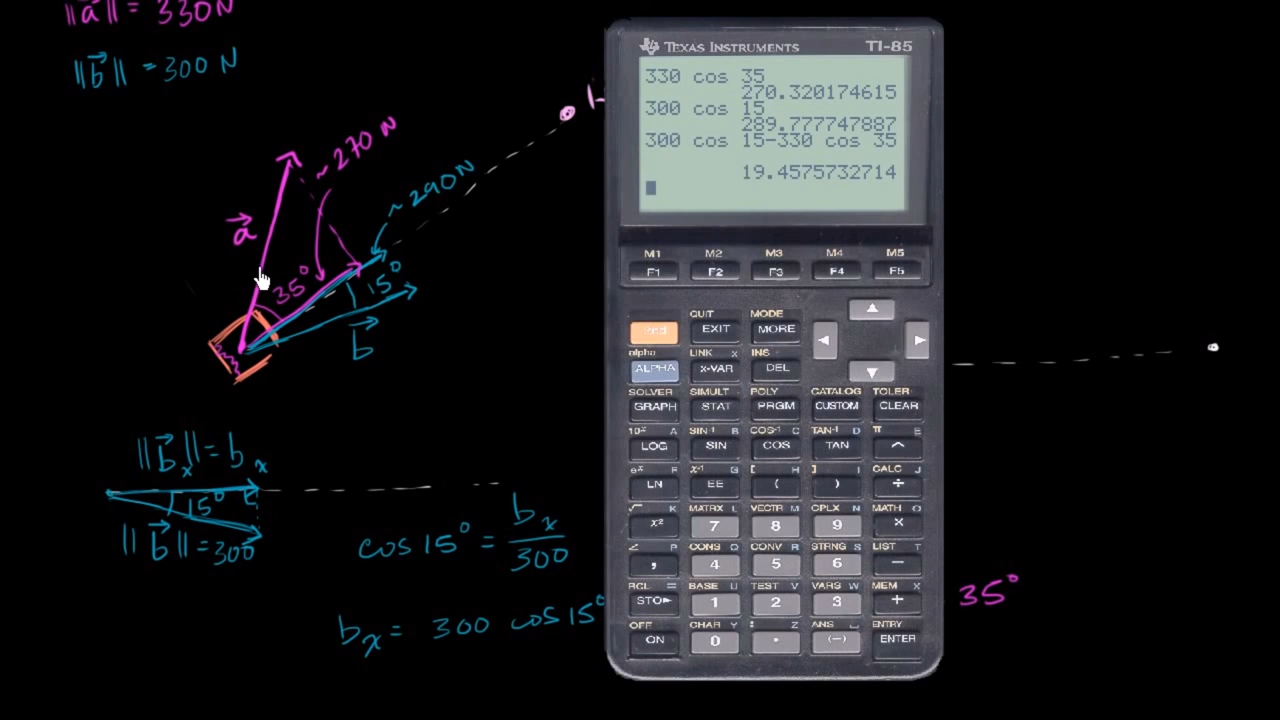 ||a⃗|| = 330N
||b⃗|| = 300 N
a⃗
~270 N
~290N
35°
15°
b⃗
||b⃗ₓ|| = bₓ
15°
||b⃗|| = 300
cos 15° = bₓ/300
bₓ = 300 cos 15°
35°
TEXAS INSTRUMENTS TI-85
330 cos 35
270.320174615
300 cos 15
289.777747887
300 cos 15-330 cos 35
19.4575732714
M1 M2 M3 M4 M5
F1 F2 F3 F4 F5
QUIT MODE
2nd EXIT MORE
alpha LINK x INS
ALPHA x-VAR DEL
SOLVER SIMULT POLY CATALOG TOLER
GRAPH STAT PRGM CUSTOM CLEAR
10ˣ A SIN⁻¹ B COS⁻¹ C TAN⁻¹ D π E
LOG SIN COS TAN ^
eˣ F x⁻¹ G [ H ] I CALC J
LN EE ( ) ÷
√ K MATRX L VECTR M CPLX N MATH O
x² 7 8 9 ×
∠ P CONS Q CONV R STRNG S LIST T
, 4 5 6 −
RCL = BASE U TEST V VARS W MEM X
STO► 1 2 3 +
OFF CHAR Y : Z ANS ⎵ ENTRY
ON 0 . (−) ENTER